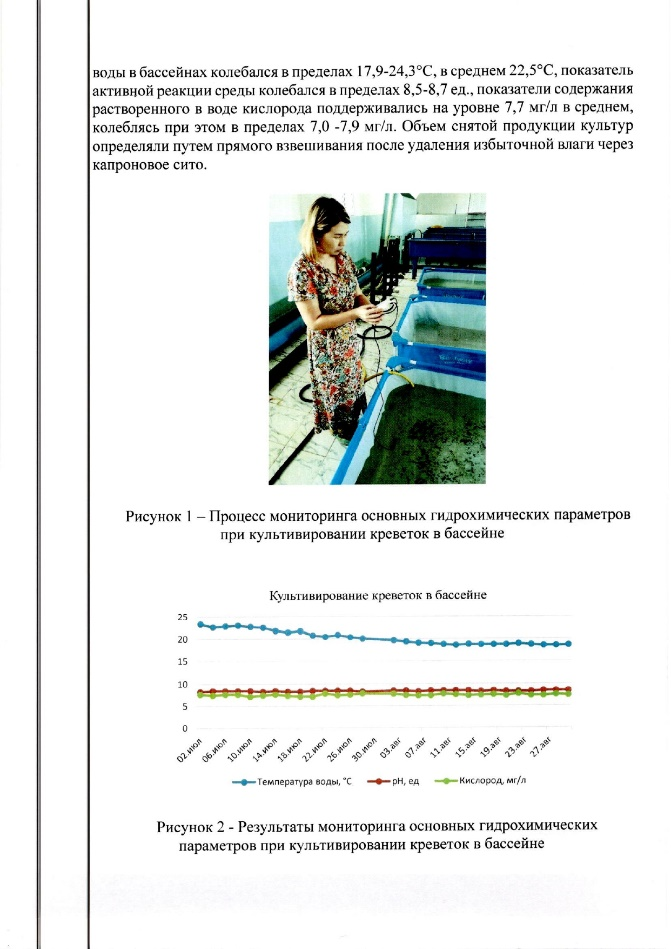 воды в бассейнах колебался в пределах 17,9-24,3°С, в среднем 22,5°С, показатель
активной реакции среды колебался в пределах 8,5-8,7 ед., показатели содержания
растворенного в воде кислорода поддерживались на уровне 7,7 мг/л в среднем,
колеблясь при этом в пределах 7,0 -7,9 мг/л. Объем снятой продукции культур
определяли путем прямого взвешивания после удаления избыточной влаги через
капроновое сито.
Рисунок 1 – Процесс мониторинга основных гидрохимических параметров
при культивировании креветок в бассейне
Культивирование креветок в бассейне
25
20
15
10
5
0
02.июл 06.июл 10.июл 14.июл 18.июл 22.июл 26.июл 30.июл 03.авг 07.авг 11.авг 15.авг 19.авг 23.авг 27.авг
Температура воды, °С рН, ед Кислород, мг/л
Рисунок 2 - Результаты мониторинга основных гидрохимических
параметров при культивировании креветок в бассейне